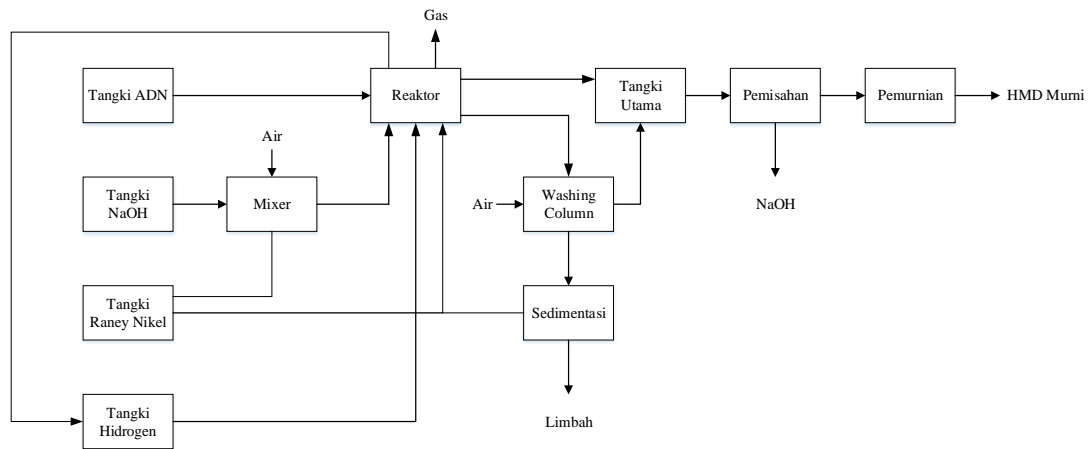 Gas
Tangki ADN
Reaktor
Tangki
Utama
Pemisahan
Pemurnian
HMD Murni
Air
Tangki
NaOH
Mixer
Air
Washing
Column
NaOH
Tangki
Raney Nikel
Sedimentasi
Tangki
Hidrogen
Limbah